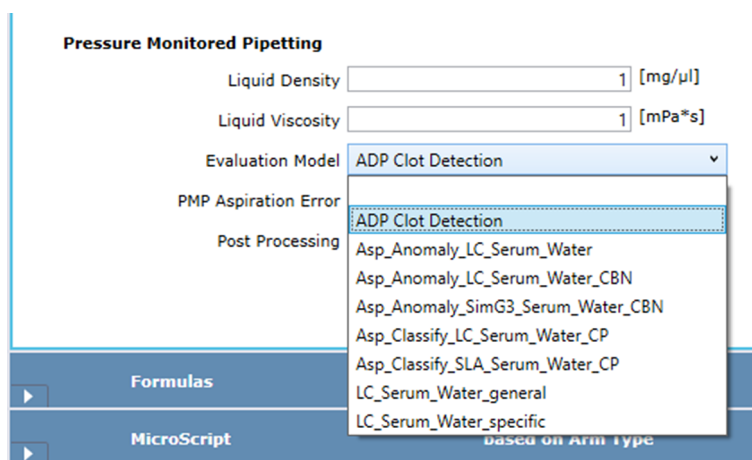 Pressure Monitored Pipetting
Liquid Density 1 [mg/µl]
Liquid Viscosity 1 [mPa*s]
Evaluation Model ADP Clot Detection
PMP Aspiration Error
ADP Clot Detection
Post Processing
Asp_Anomaly_LC_Serum_Water
Asp_Anomaly_LC_Serum_Water_CBN
Asp_Anomaly_SimG3_Serum_Water_CBN
Asp_Classify_LC_Serum_Water_CP
Asp_Classify_SLA_Serum_Water_CP
Formulas
LC_Serum_Water_general
LC_Serum_Water_specific
MicroScript based on Arm Type